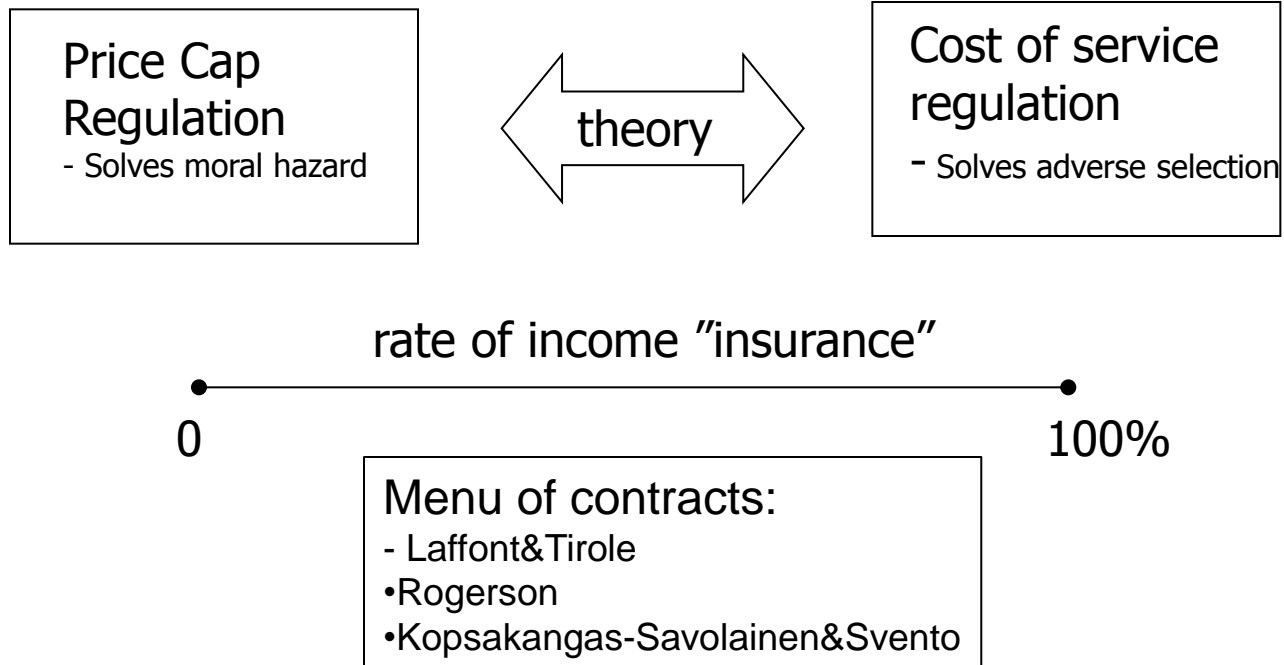 Price Cap
Regulation
- Solves moral hazard
theory
Cost of service
regulation
- Solves adverse selection
rate of income ”insurance”
0
100%
Menu of contracts:
- Laffont&Tirole
•Rogerson
•Kopsakangas-Savolainen&Svento